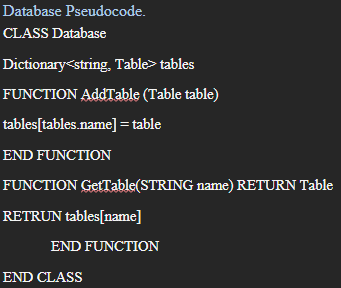 Database Pseudocode.
CLASS Database
Dictionary<string, Table> tables
FUNCTION AddTable (Table table)
tables[tables.name] = table
END FUNCTION
FUNCTION GetTable(STRING name) RETURN Table
RETRUN tables[name]
END FUNCTION
END CLASS